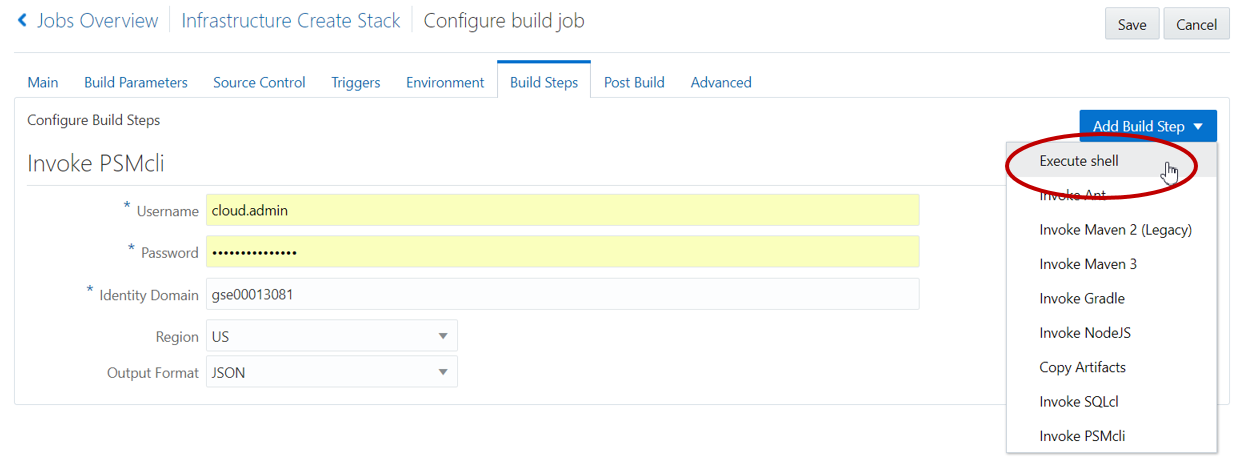 Jobs Overview Infrastructure Create Stack Configure build job Save Cancel
Main Build Parameters Source Control Triggers Environment Build Steps Post Build Advanced
Configure Build Steps Add Build Step
Invoke PSMcli
* Username cloud.admin
* Password •••••••••••••••
* Identity Domain gse00013081
Region US
Output Format JSON
Execute shell
Invoke Ant
Invoke Maven 2 (Legacy)
Invoke Maven 3
Invoke Gradle
Invoke NodeJS
Copy Artifacts
Invoke SQLcl
Invoke PSMcli